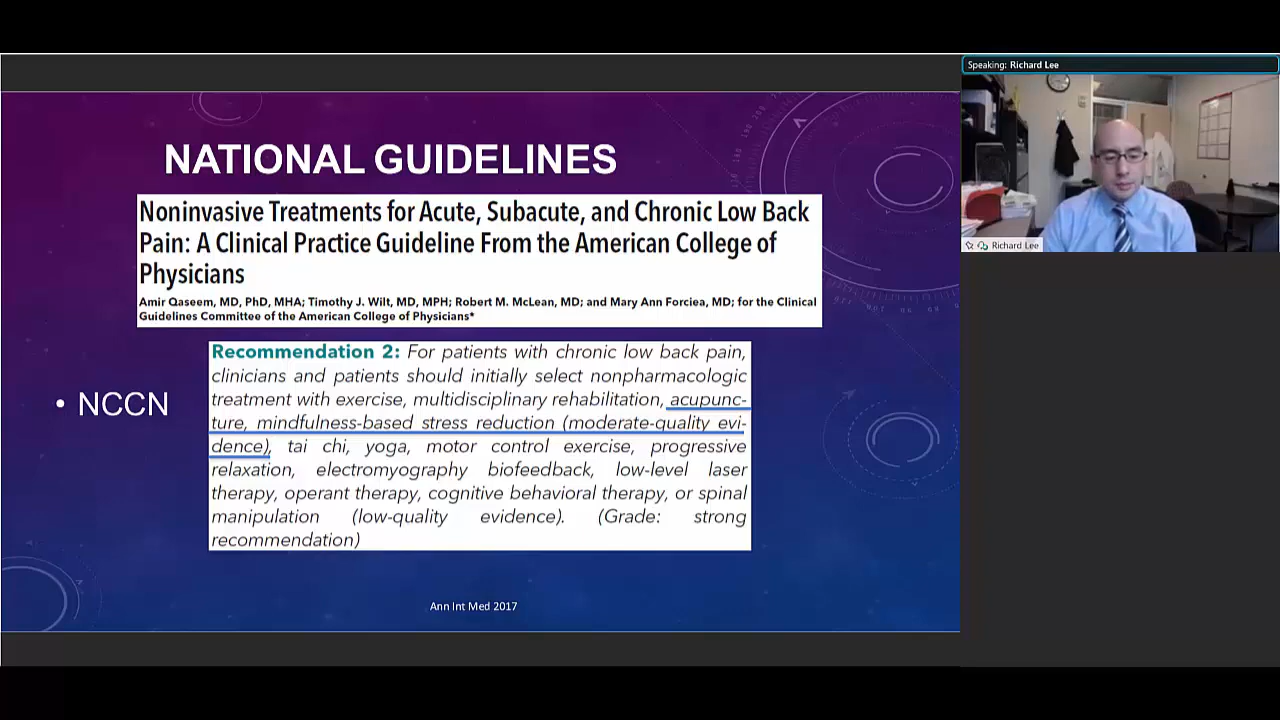 Speaking: Richard Lee
NATIONAL GUIDELINES
Noninvasive Treatments for Acute, Subacute, and Chronic Low Back
Pain: A Clinical Practice Guideline From the American College of
Physicians
Amir Qaseem, MD, PhD, MHA; Timothy J. Wilt, MD, MPH; Robert M. McLean, MD; and Mary Ann Forciea, MD; for the Clinical
Guidelines Committee of the American College of Physicians*
Richard Lee
Recommendation 2: For patients with chronic low back pain,
clinicians and patients should initially select nonpharmacologic
treatment with exercise, multidisciplinary rehabilitation, acupunc-
ture, mindfulness-based stress reduction (moderate-quality evi-
dence), tai chi, yoga, motor control exercise, progressive
relaxation, electromyography biofeedback, low-level laser
therapy, operant therapy, cognitive behavioral therapy, or spinal
manipulation (low-quality evidence). (Grade: strong
recommendation)
• NCCN
Ann Int Med 2017